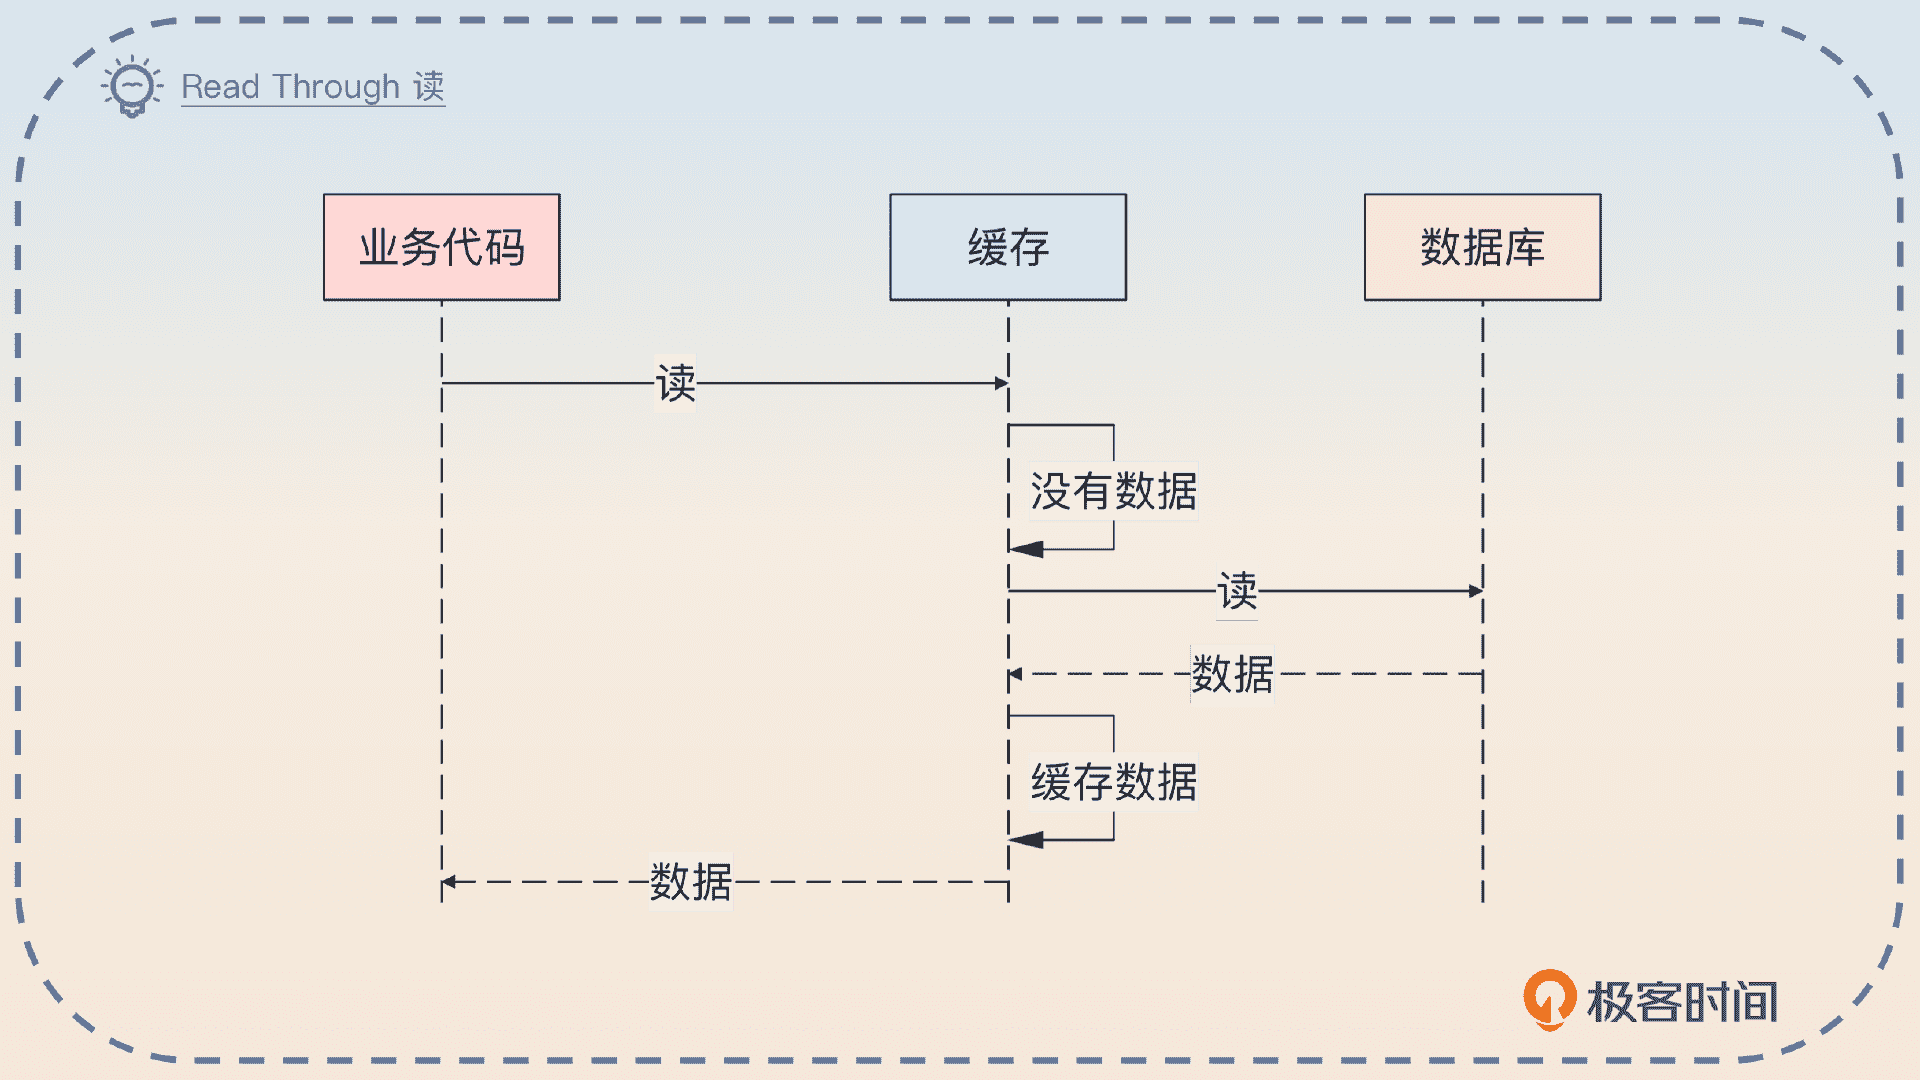 Read Through 读
业务代码
缓存
数据库
读
没有数据
读
数据
缓存数据
数据
极客时间